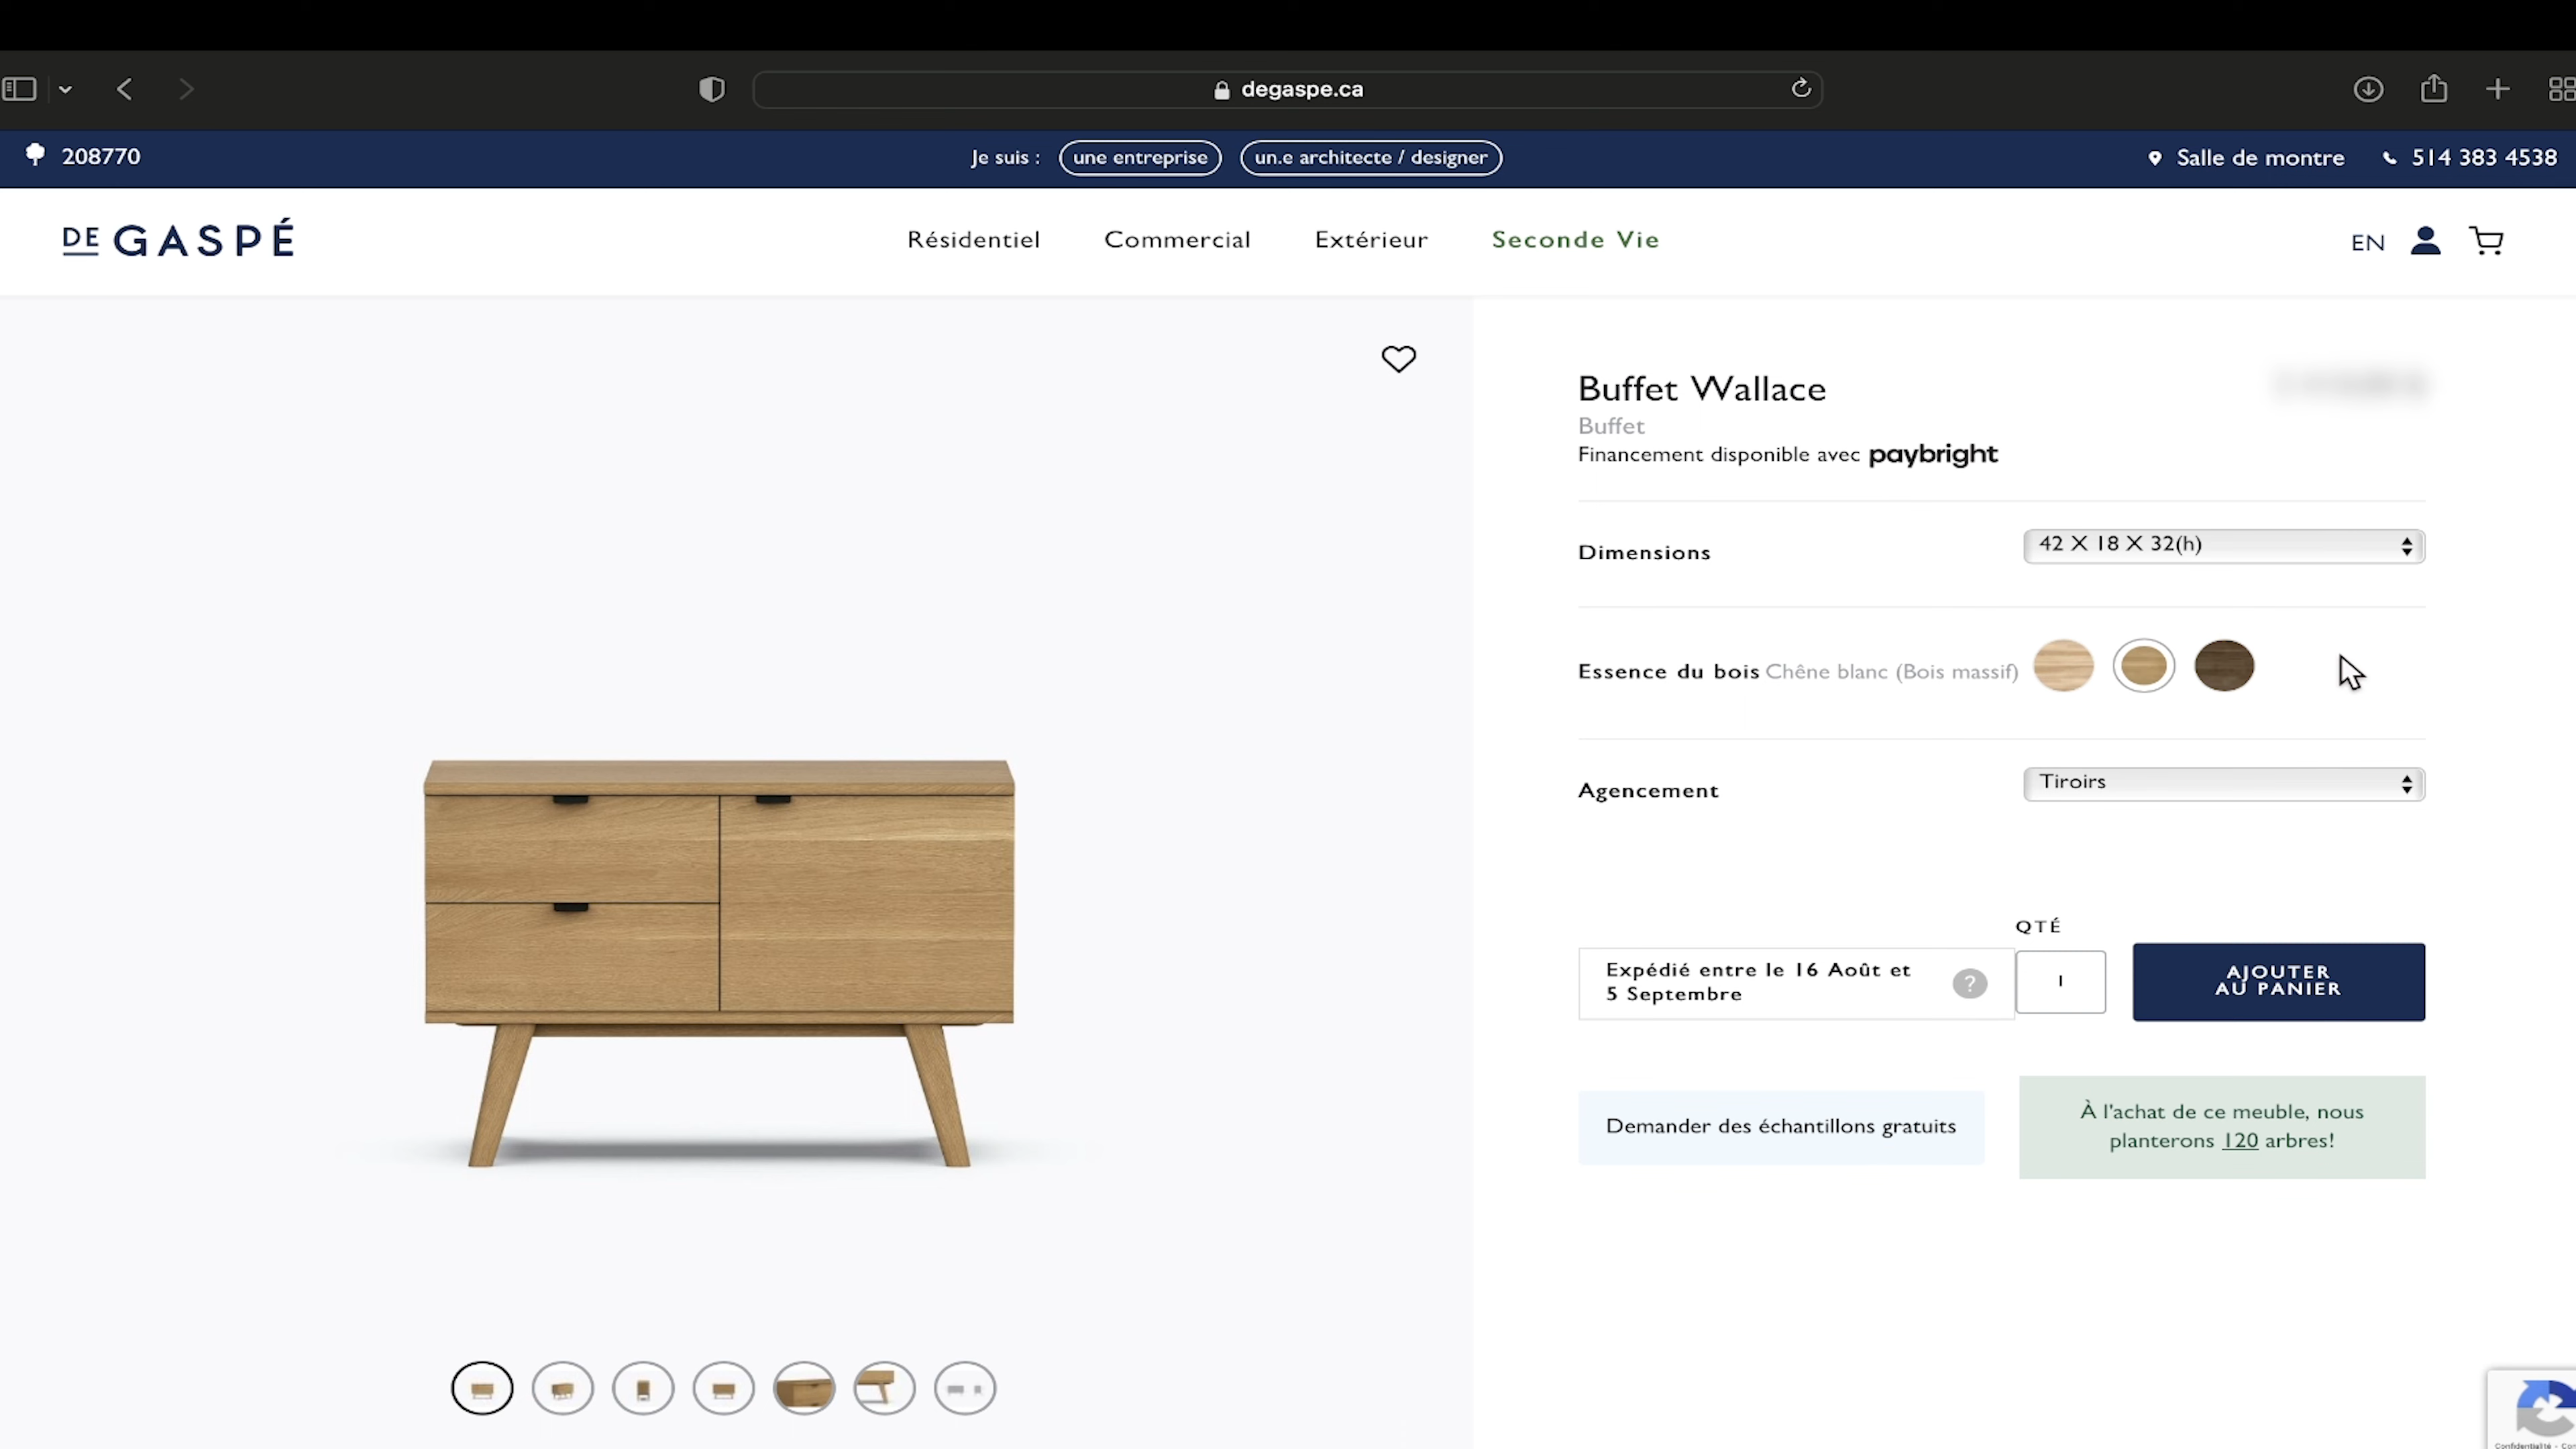 degaspe.ca
208770
Je suis : une entreprise un.e architecte / designer
Salle de montre 514 383 4538
DE GASPÉ
Résidentiel Commercial Extérieur Seconde Vie
EN
Buffet Wallace
Buffet
Financement disponible avec paybright
Dimensions 42 X 18 X 32(h)
Essence du bois Chêne blanc (Bois massif)
Agencement Tiroirs
QTÉ
Expédié entre le 16 Août et
5 Septembre
?
1
AJOUTER
AU PANIER
Demander des échantillons gratuits
À l'achat de ce meuble, nous
planterons 120 arbres!